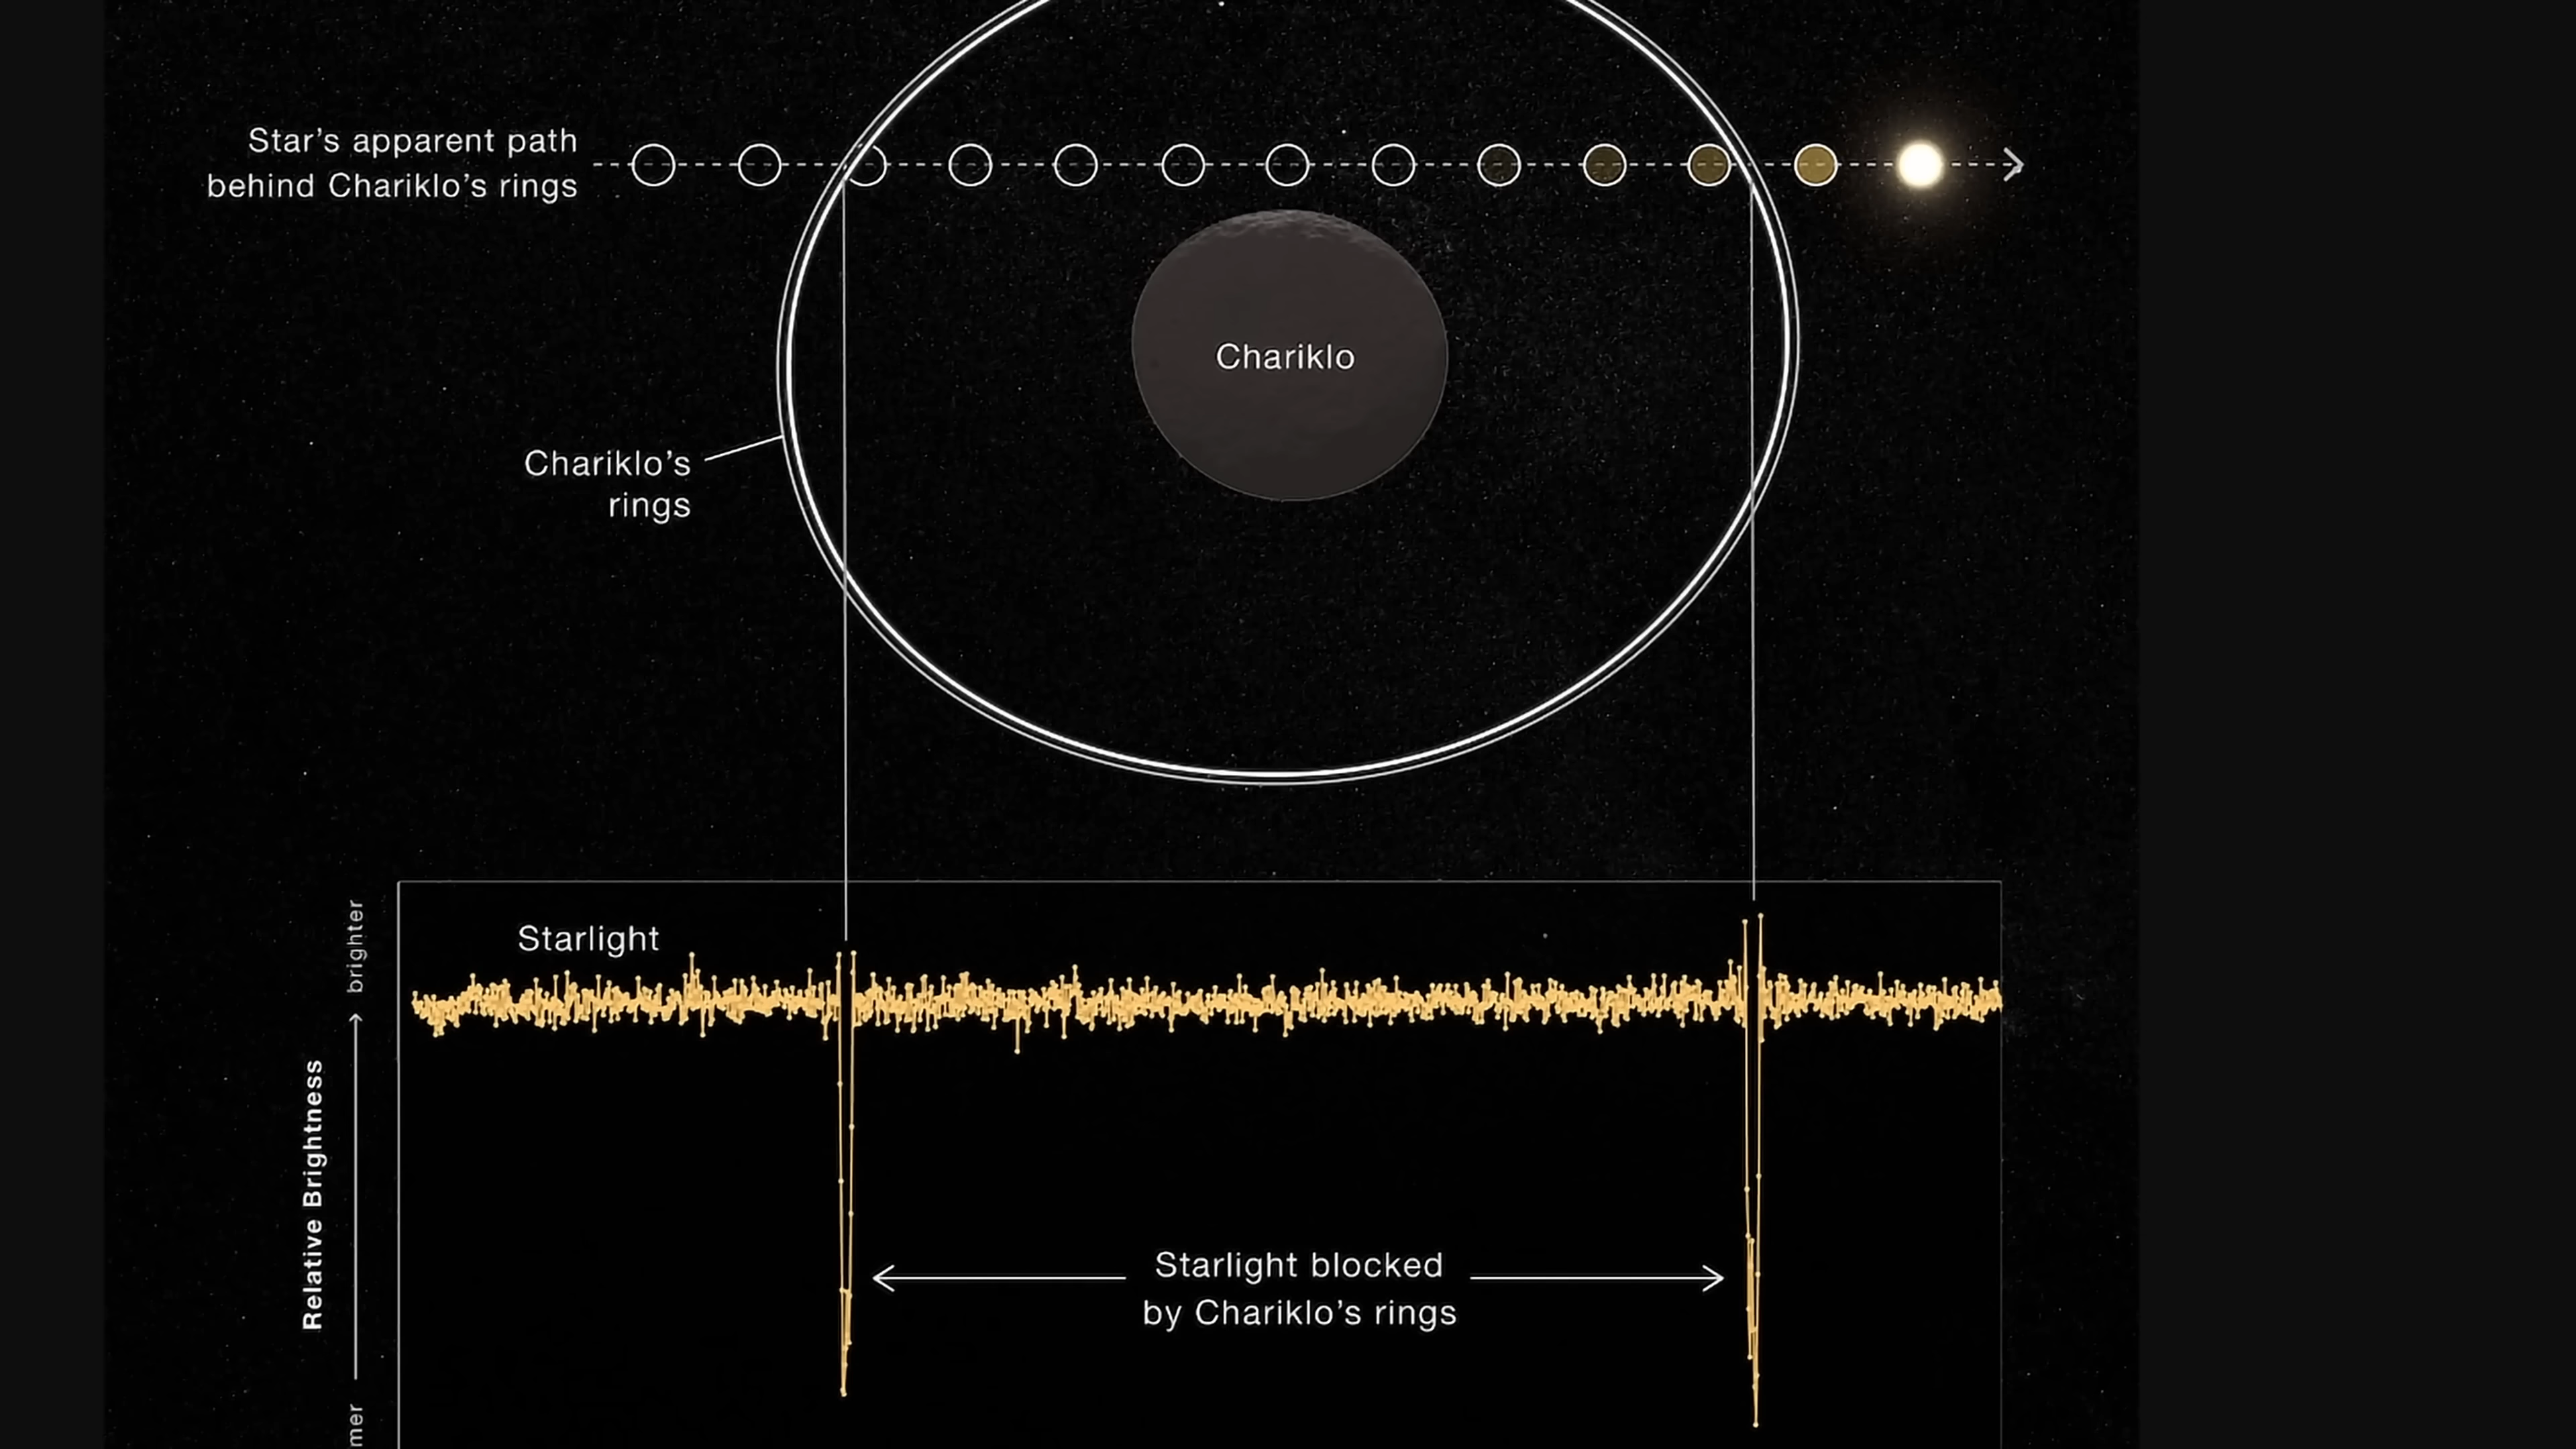 Star’s apparent path
behind Chariklo’s rings
Chariklo
Chariklo’s
rings
Starlight
brighter
Relative Brightness
Starlight blocked
by Chariklo’s rings